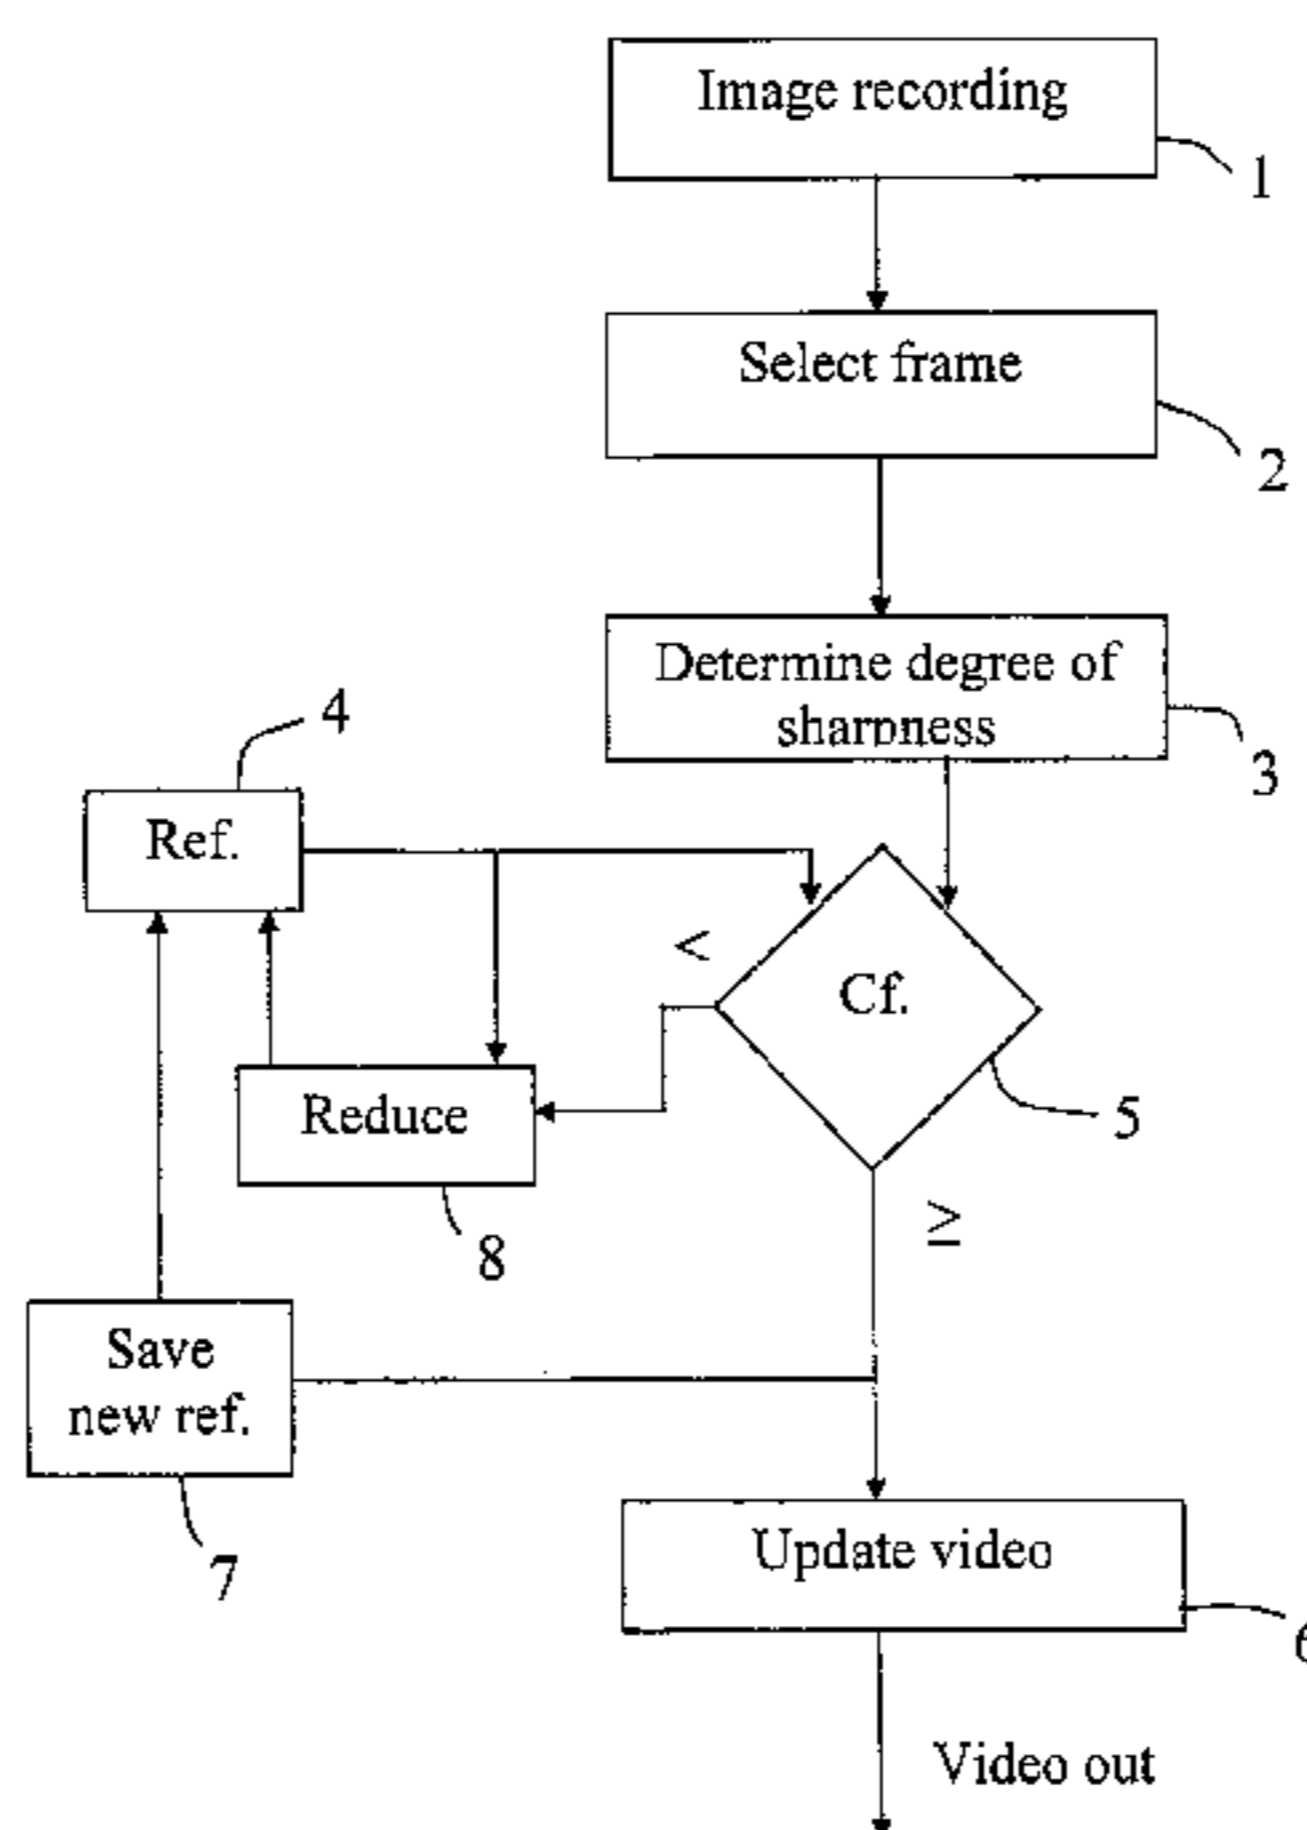 Image recording
1
Select frame
2
Determine degree of
sharpness
3
4
Ref.
<
Cf.
5
Reduce
8
≥
Save
new ref.
7
Update video
6
Video out